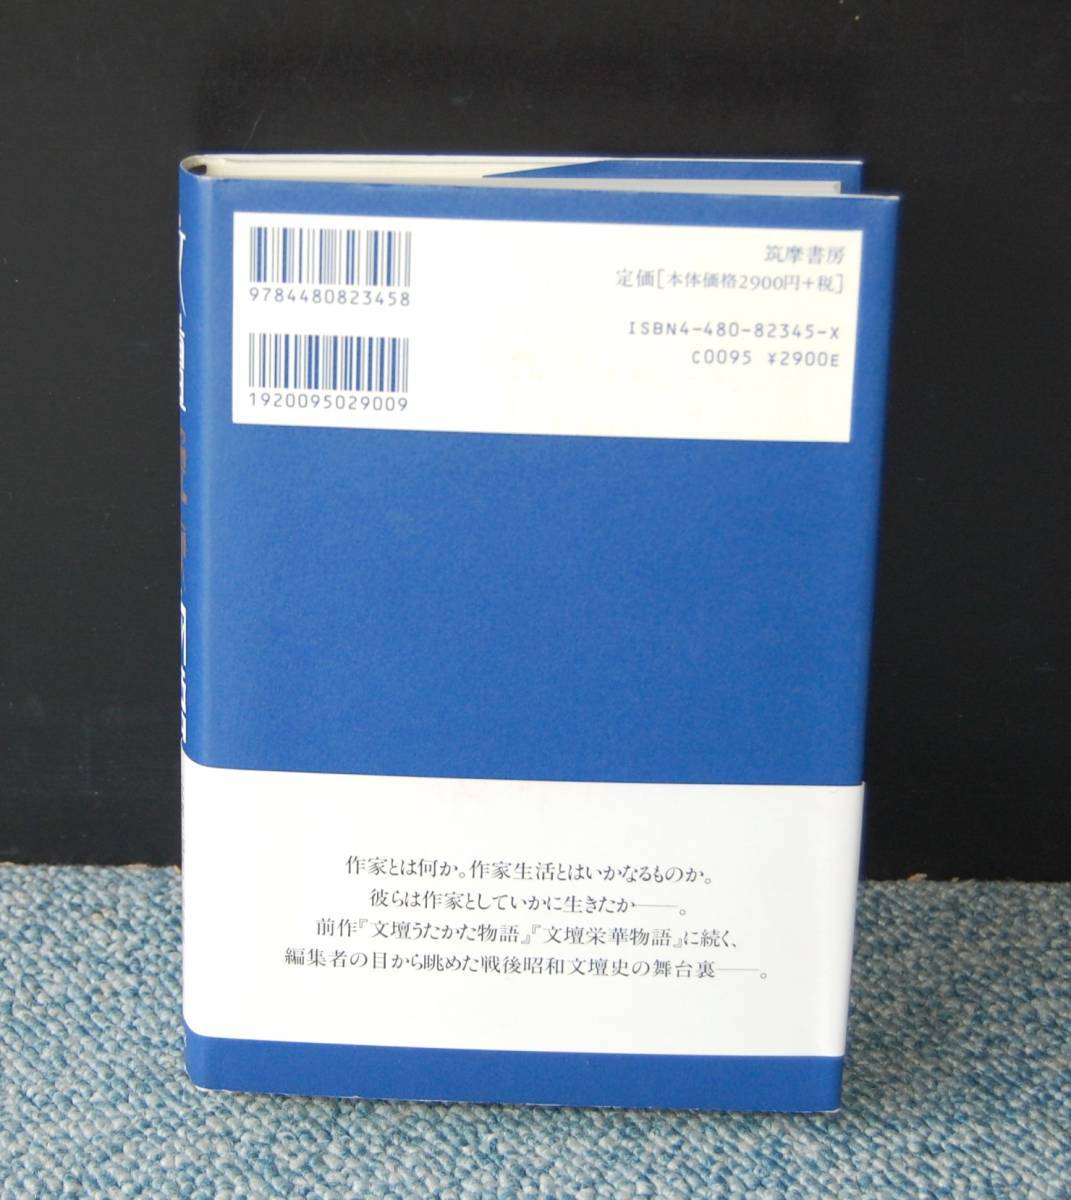 9784480823458
1920095029009
筑摩書房
定価[本体価格2900円+税]
ISBN4-480-82345-X
C0095 ¥2900E
作家とは何か。作家生活とはいかなるものか。
彼らは作家としていかに生きたか——。
前作『文壇うたかた物語』『文壇栄華物語』に続く、
編集者の目から眺めた戦後昭和文壇史の舞台裏——。